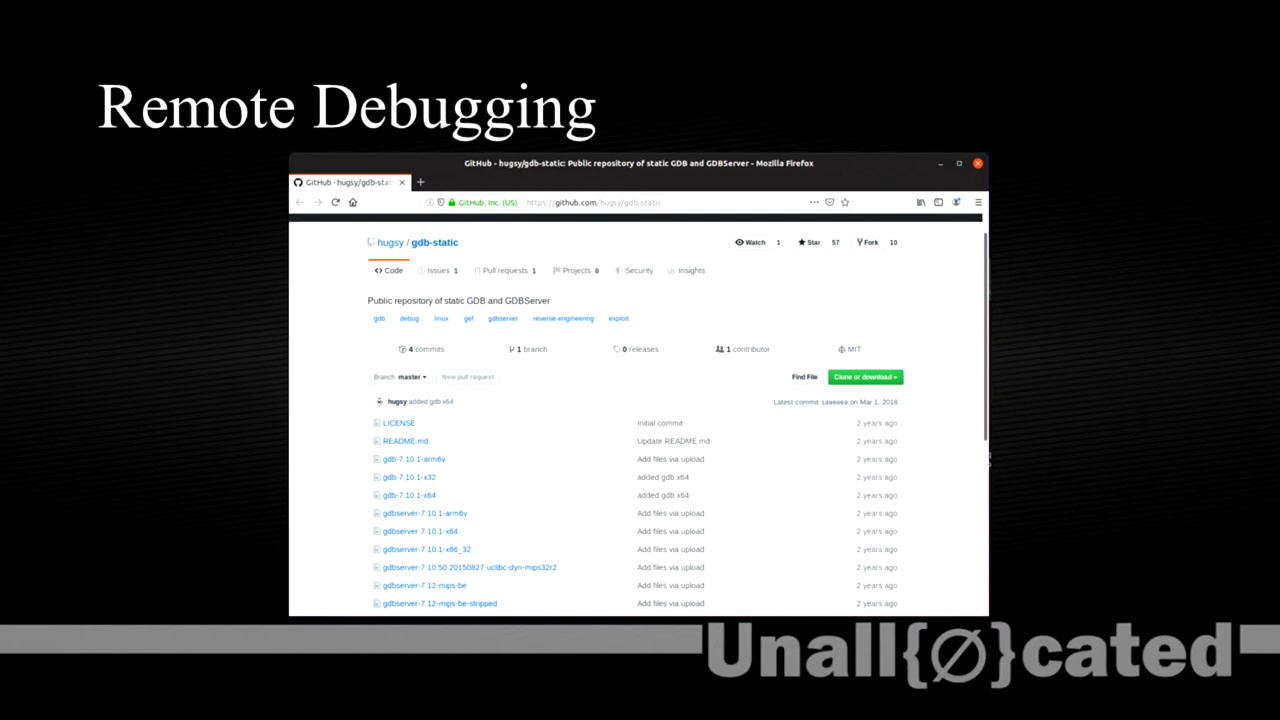 Remote Debugging
GitHub - hugsy/gdb-static: Public repository of static GDB and GDBServer - Mozilla Firefox
GitHub - hugsy/gdb-stat
GitHub, Inc. (US) https://github.com/hugsy/gdb-static
hugsy / gdb-static Watch 1 Star 57 Fork 10
Code Issues 1 Pull requests 1 Projects 0 Security Insights
Public repository of static GDB and GDBServer
gdb debug linux gef gdbserver reverse-engineering exploit
4 commits 1 branch 0 releases 1 contributor MIT
Branch: master New pull request Find File Clone or download
hugsy added gdb x64 Latest commit on Mar 1, 2018
LICENSE Initial commit 2 years ago
README.md Update README.md 2 years ago
gdb-7.10.1-arm6v Add files via upload 2 years ago
gdb-7.10.1-x32 added gdb x64 2 years ago
gdb-7.10.1-x64 added gdb x64 2 years ago
gdbserver-7.10.1-arm6v Add files via upload 2 years ago
gdbserver-7.10.1-x64 Add files via upload 2 years ago
gdbserver-7.10.1-x86_32 Add files via upload 2 years ago
gdbserver-7.10.50.20150827-uclibc-dyn-mips32r2 Add files via upload 2 years ago
gdbserver-7.12-mips-be Add files via upload 2 years ago
gdbserver-7.12-mips-be-stripped Add files via upload 2 years ago
Unall{Ø}cated